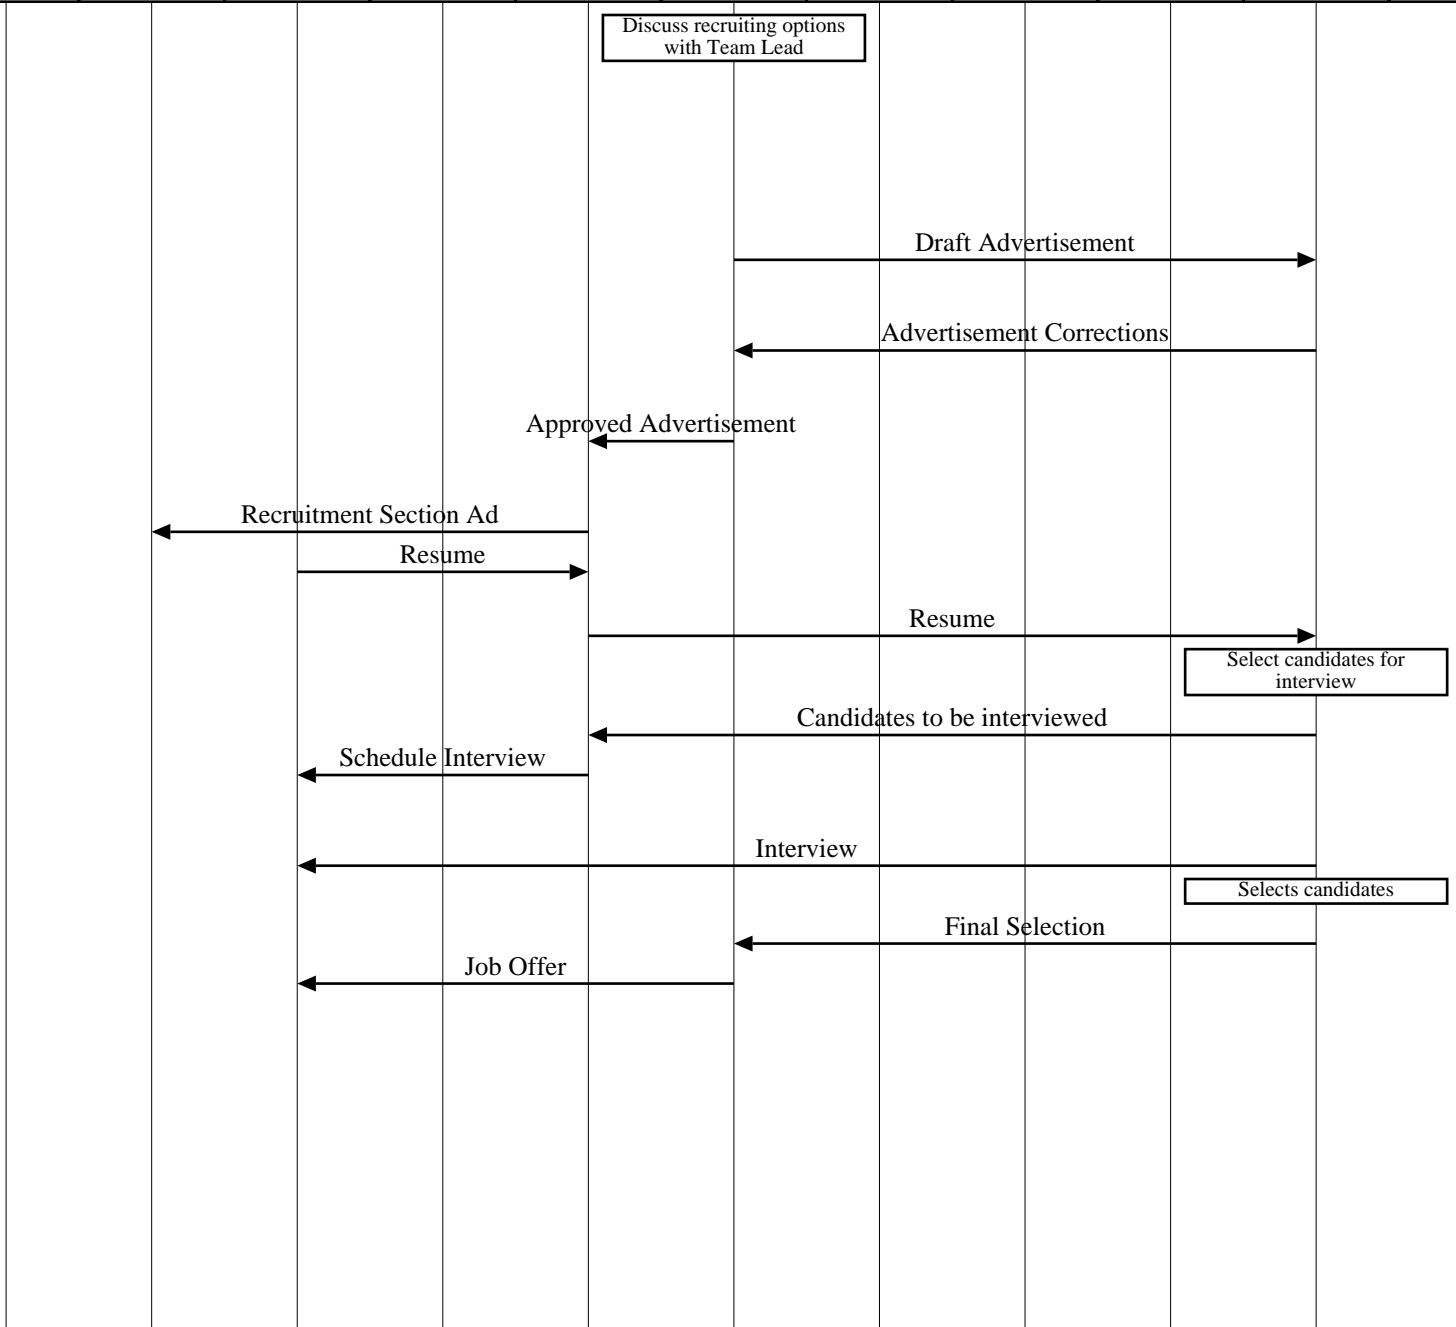 Discuss recruiting options
with Team Lead
Draft Advertisement
Advertisement Corrections
Approved Advertisement
Recruitment Section Ad
Resume
Resume
Select candidates for
interview
Candidates to be interviewed
Schedule Interview
Interview
Selects candidates
Final Selection
Job Offer